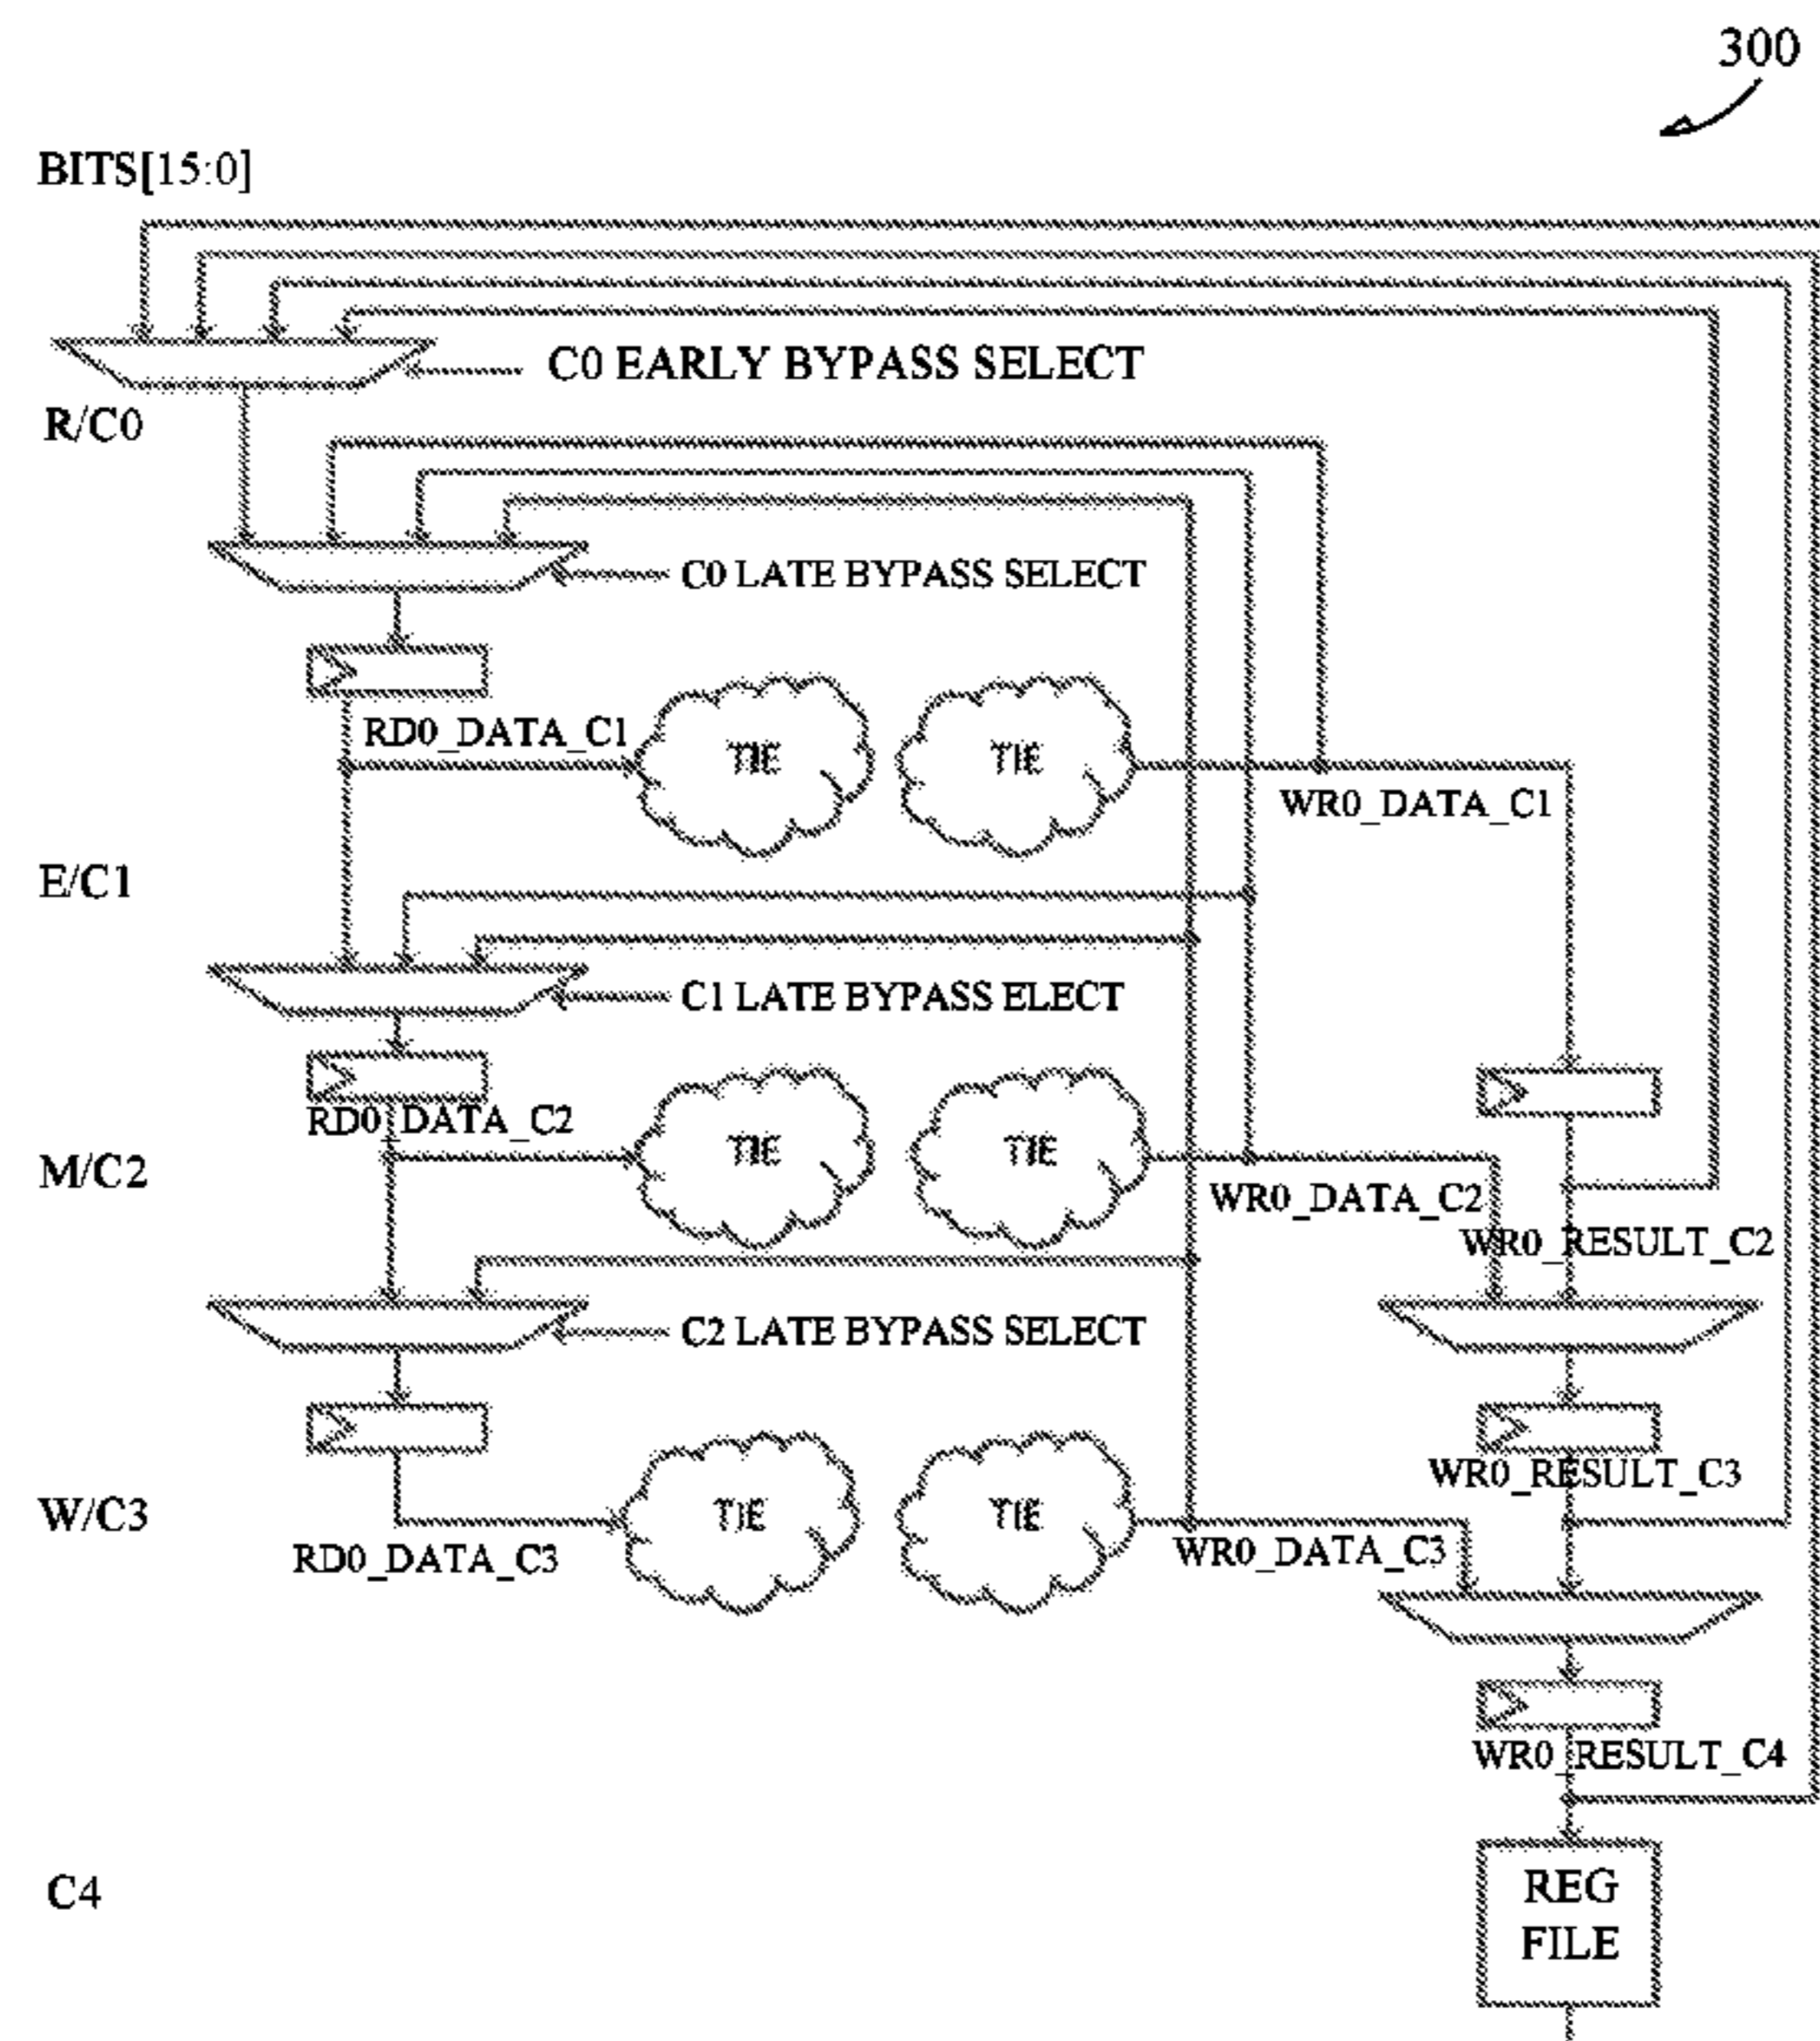 300
BITS[15:0]
C0 EARLY BYPASS SELECT
R/C0
C0 LATE BYPASS SELECT
RD0_DATA_C1
TIE
TIE
WR0_DATA_C1
E/C1
C1 LATE BYPASS ELECT
RD0_DATA_C2
TIE
TIE
M/C2
WR0_DATA_C2
WR0_RESULT_C2
C2 LATE BYPASS SELECT
WR0_RESULT_C3
W/C3
TIE
TIE
RD0_DATA_C3
WR0_DATA_C3
WR0_RESULT_C4
C4
REG
FILE